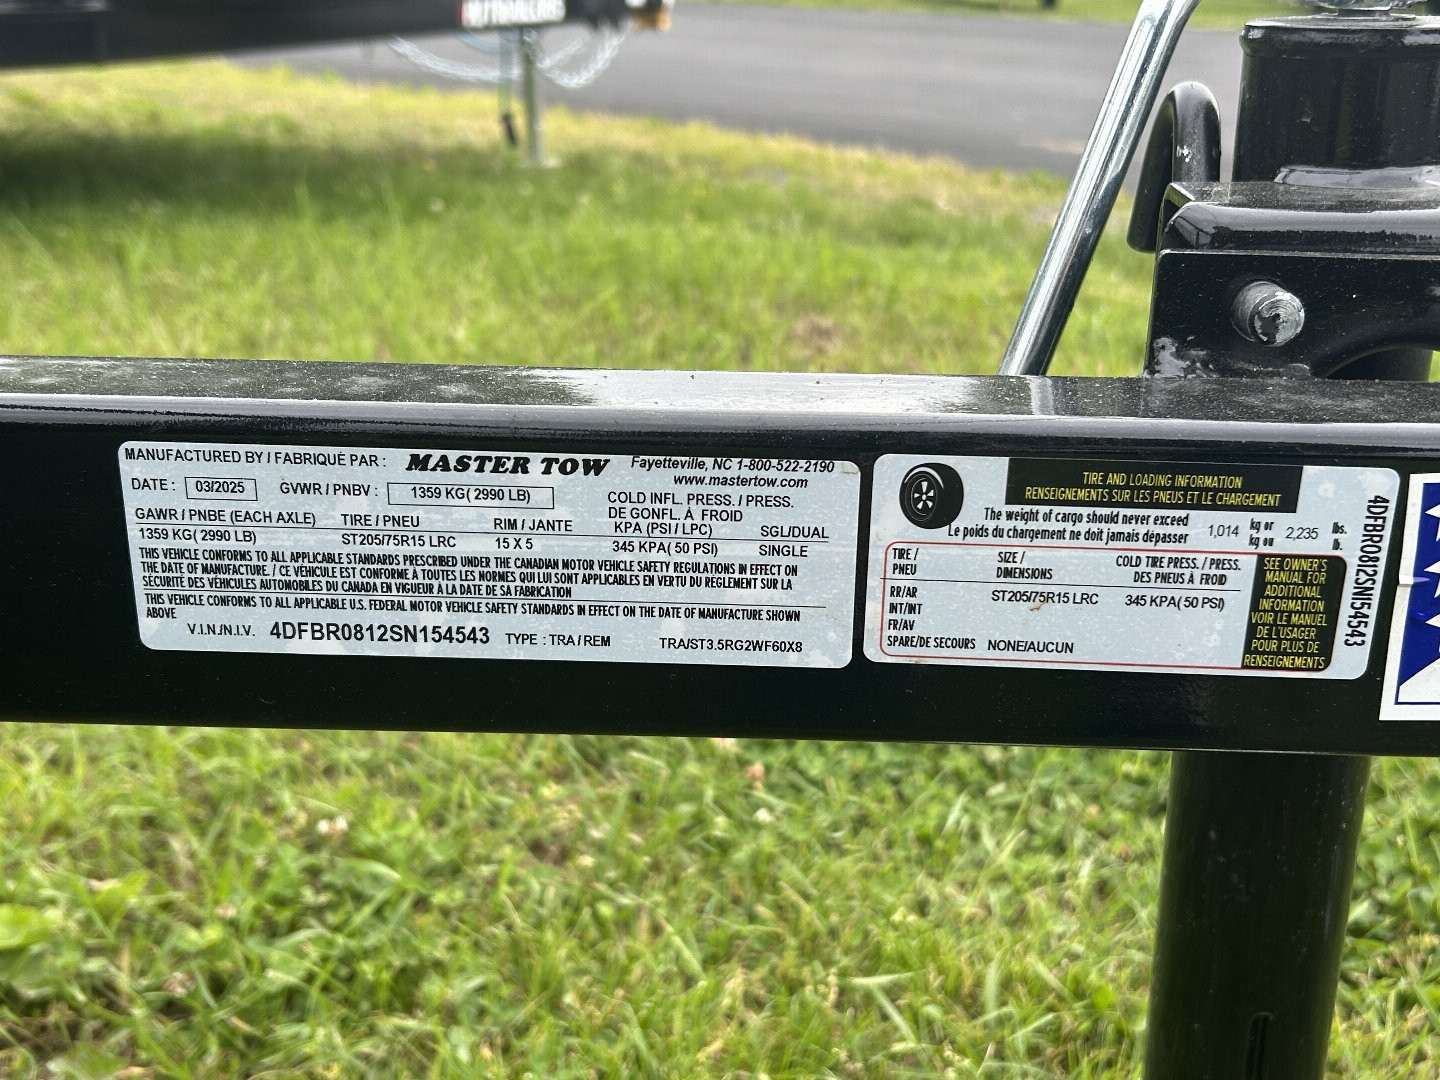 MANUFACTURED BY / FABRIQUÉ PAR : MASTER TOW Fayetteville, NC 1-800-522-2190
www.mastertow.com
DATE : 03/2025 GVWR / PNBV : 1359 KG( 2990 LB) COLD INFL. PRESS. / PRESS.
DE GONFL. À FROID
GAWR / PNBE (EACH AXLE) TIRE / PNEU RIM / JANTE KPA (PSI / LPC) SGL/DUAL
1359 KG( 2990 LB) ST205/75R15 LRC 15 X 5 345 KPA( 50 PSI) SINGLE
THIS VEHICLE CONFORMS TO ALL APPLICABLE STANDARDS PRESCRIBED UNDER THE CANADIAN MOTOR VEHICLE SAFETY REGULATIONS IN EFFECT ON
THE DATE OF MANUFACTURE. / CE VÉHICULE EST CONFORME À TOUTES LES NORMES QUI LUI SONT APPLICABLES EN VERTU DU REGLEMENT SUR LA
SÉCURITE DES VÉHICULES AUTOMOBILES DU CANADA EN VIGUEUR À LA DATE DE SA FABRICATION
THIS VEHICLE CONFORMS TO ALL APPLICABLE U.S. FEDERAL MOTOR VEHICLE SAFETY STANDARDS IN EFFECT ON THE DATE OF MANUFACTURE SHOWN
ABOVE
V.I.N./N.I.V. 4DFBR0812SN154543 TYPE : TRA / REM TRA/ST3.5RG2WF60X8
TIRE AND LOADING INFORMATION
RENSEIGNEMENTS SUR LES PNEUS ET LE CHARGEMENT
The weight of cargo should never exceed
Le poids du chargement ne doit jamais dépasser
1,014 kg or
kg ou 2,235 lbs.
lb.
TIRE /
PNEU
SIZE /
DIMENSIONS
COLD TIRE PRESS. / PRESS.
DES PNEUS À FROID
RR/AR
INT/INT
FR/AV
ST205/75R15 LRC 345 KPA( 50 PSI)
SPARE/DE SECOURS NONE/AUCUN
SEE OWNER'S
MANUAL FOR
ADDITIONAL
INFORMATION
VOIR LE MANUEL
DE L'USAGER
POUR PLUS DE
RENSEIGNEMENTS
4DFBR0812SN154543